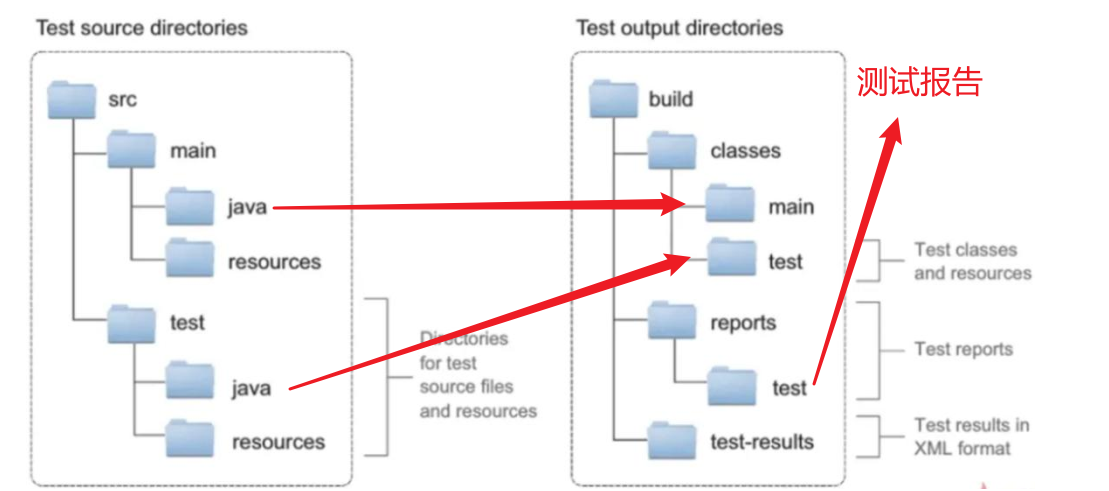 Test source directories
src
main
java
resources
test
java
resources
Directories
for test
source files
and resources
Test output directories
build
classes
main
test
reports
test
test-results
测试报告
Test classes
and resources
Test reports
Test results in
XML format